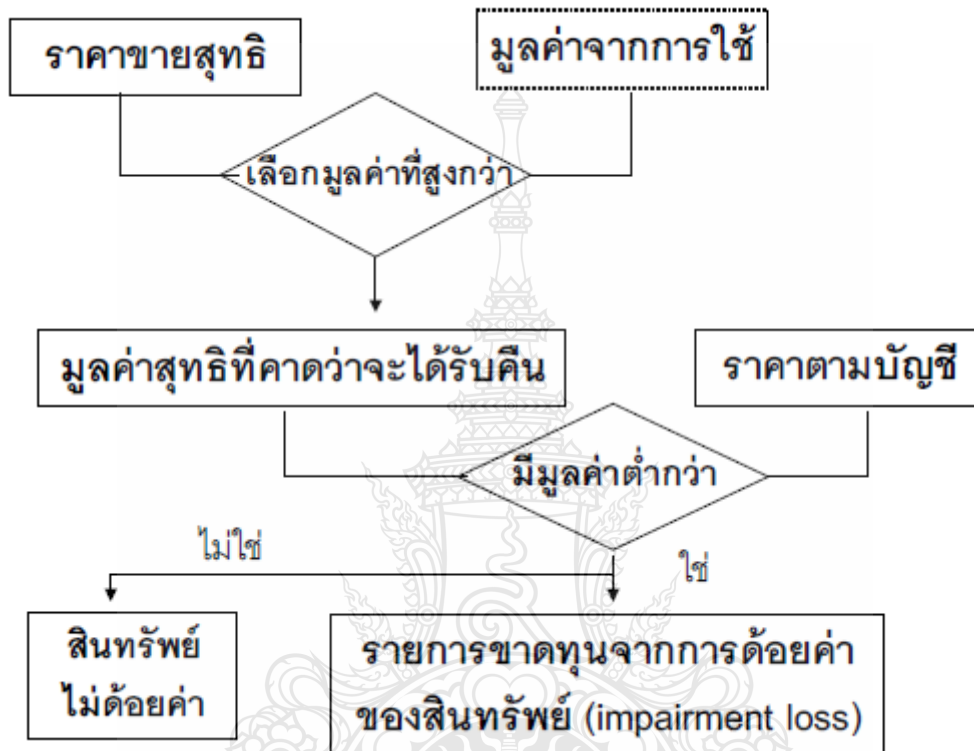 ราคาขายสุทธิ
มูลค่าจากการใช้
เลือกมูลค่าที่สูงกว่า
มูลค่าสุทธิที่คาดว่าจะได้รับคืน
ราคาตามบัญชี
มีมูลค่าต่ำกว่า
ไม่ใช่
ใช่
สินทรัพย์
ไม่ด้อยค่า
รายการขาดทุนจากการด้อยค่า
ของสินทรัพย์ (impairment loss)